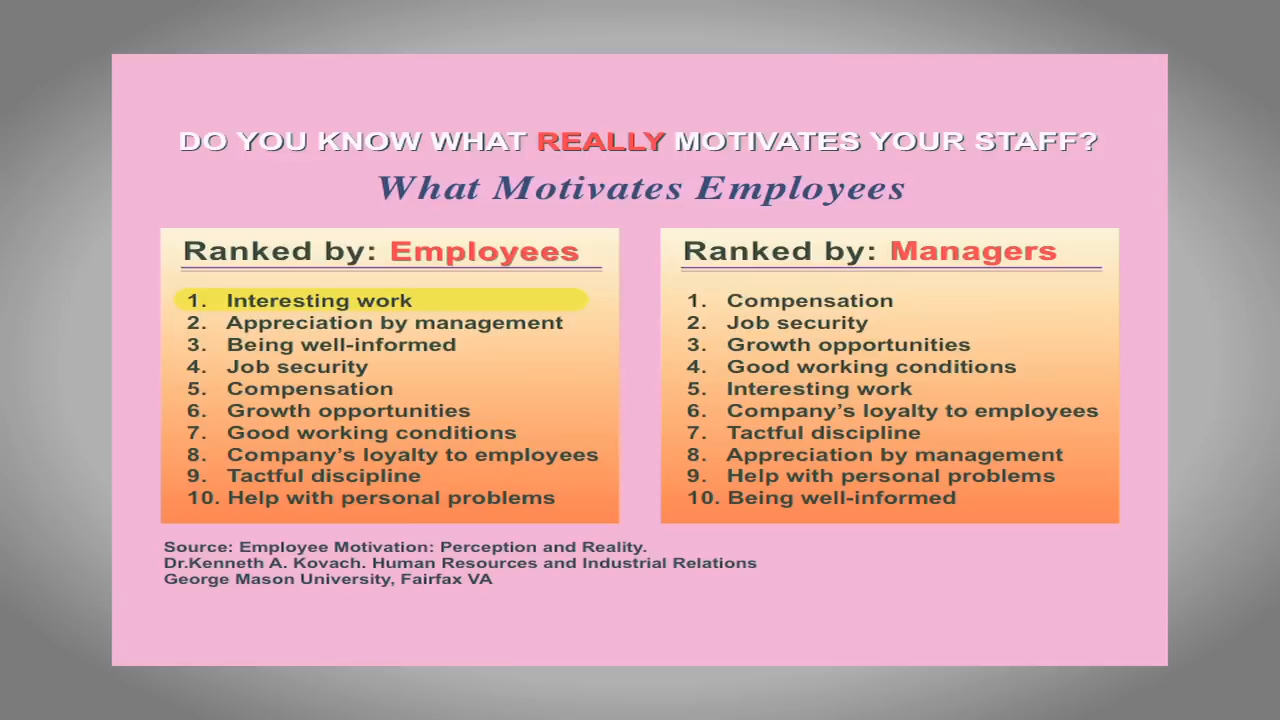 DO YOU KNOW WHAT REALLY MOTIVATES YOUR STAFF?
What Motivates Employees
Ranked by: Employees
1. Interesting work
2. Appreciation by management
3. Being well-informed
4. Job security
5. Compensation
6. Growth opportunities
7. Good working conditions
8. Company's loyalty to employees
9. Tactful discipline
10. Help with personal problems
Ranked by: Managers
1. Compensation
2. Job security
3. Growth opportunities
4. Good working conditions
5. Interesting work
6. Company's loyalty to employees
7. Tactful discipline
8. Appreciation by management
9. Help with personal problems
10. Being well-informed
Source: Employee Motivation: Perception and Reality.
Dr.Kenneth A. Kovach. Human Resources and Industrial Relations
George Mason University, Fairfax VA